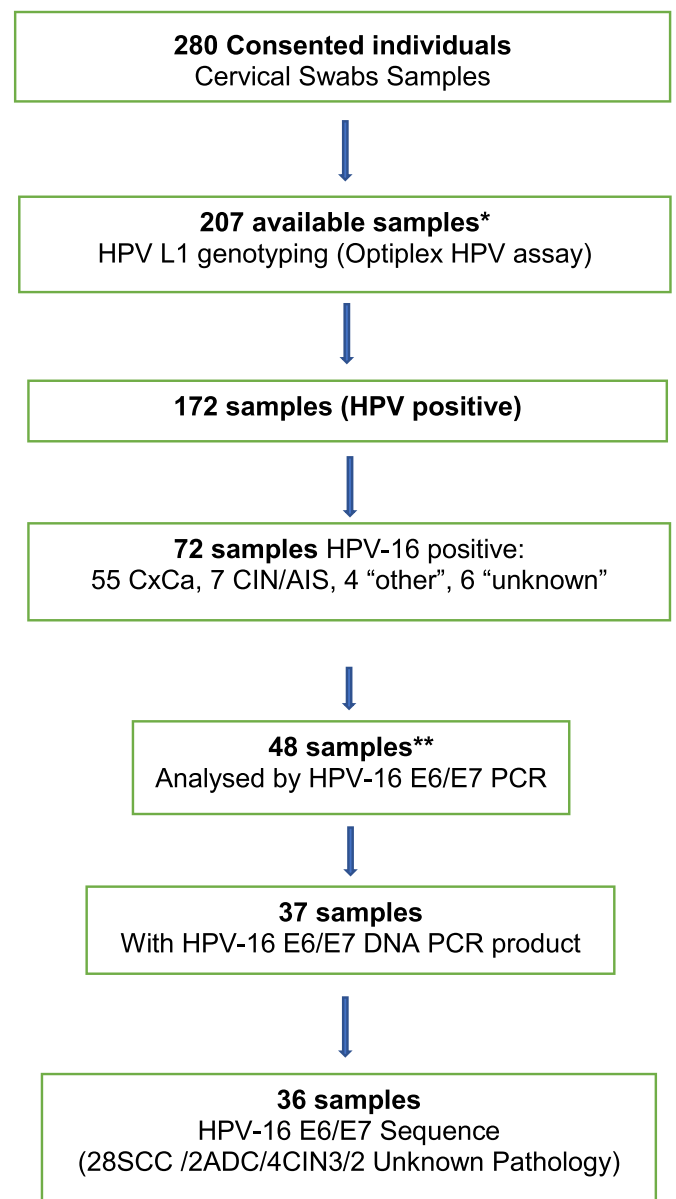 280 Consented individuals
Cervical Swabs Samples
207 available samples*
HPV L1 genotyping (Optiplex HPV assay)
172 samples (HPV positive)
72 samples HPV-16 positive:
55 CxCa, 7 CIN/AIS, 4 “other”, 6 “unknown”
48 samples**
Analysed by HPV-16 E6/E7 PCR
37 samples
With HPV-16 E6/E7 DNA PCR product
36 samples
HPV-16 E6/E7 Sequence
(28SCC /2ADC/4CIN3/2 Unknown Pathology)